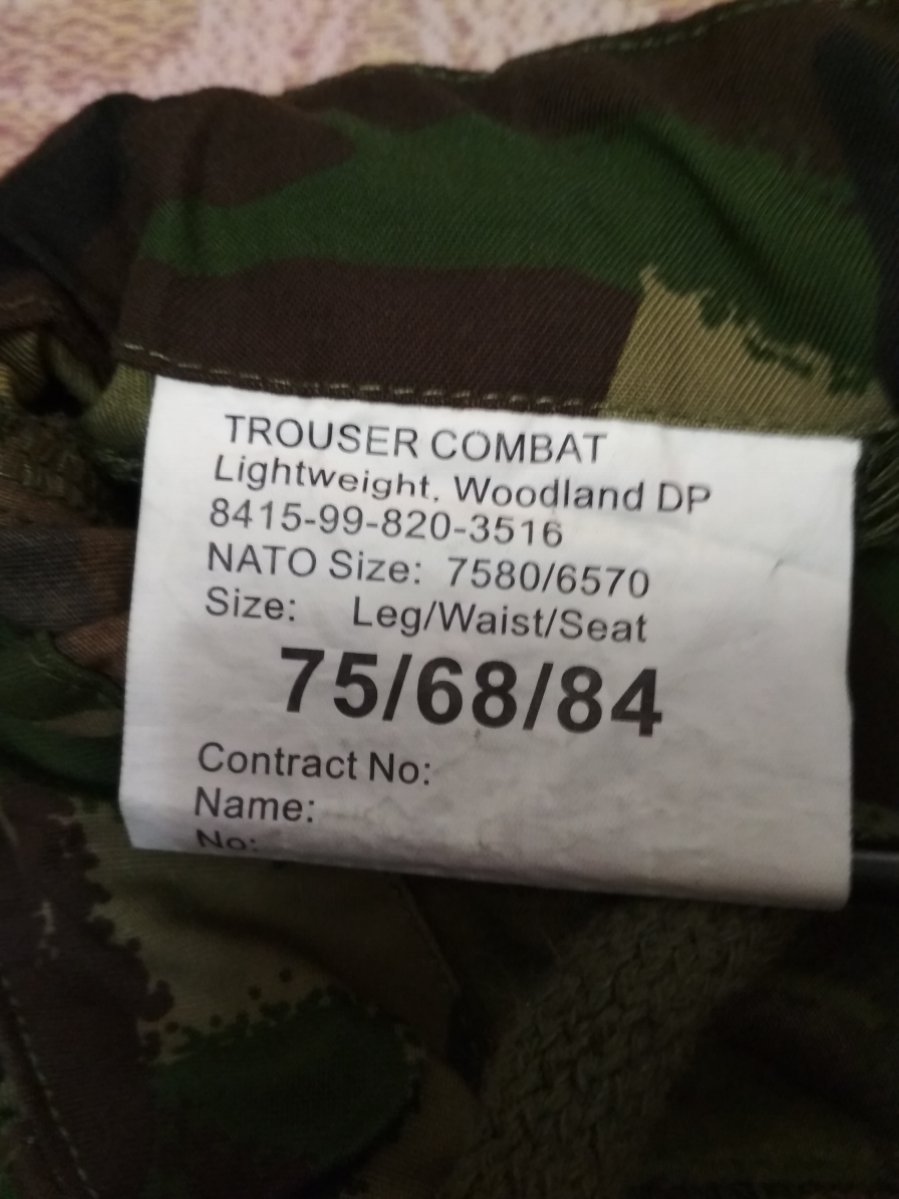 TROUSER COMBAT
Lightweight, Woodland DP
8415-99-820-3516
NATO Size: 7580/6570
Size: Leg/Waist/Seat
75/68/84
Contract No:
Name:
No: